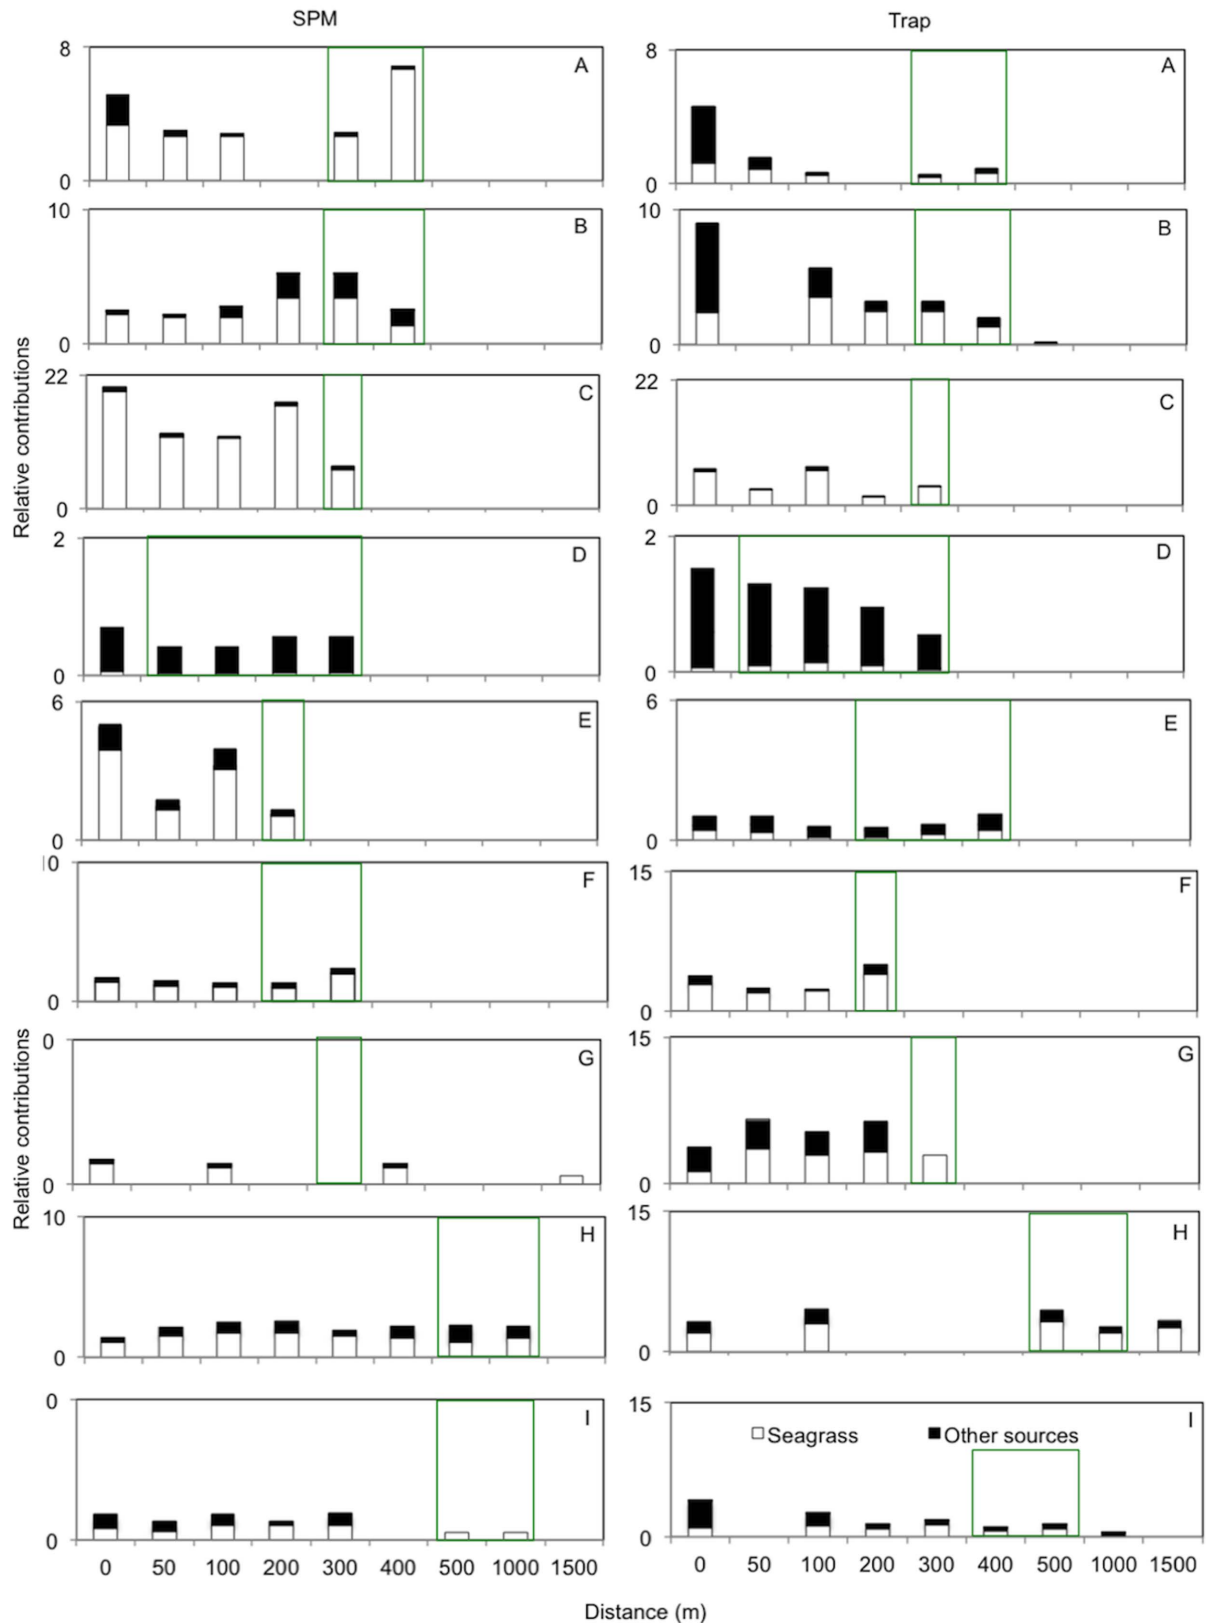 SPM Trap
8 A 8 A
0 0
10 B 10 B
0 0
22 C 22 C
0 0
2 D 2 D
0 0
6 E 6 E
0 0
10 F 15 F
0 0
0 G 15 G
0 0
10 H 15 H
0 0
0 I 15 I
Seagrass Other sources
0 0
0 50 100 200 300 400 500 1000 1500 0 50 100 200 300 400 500 1000 1500
Distance (m)
Relative contributions
Relative contributions